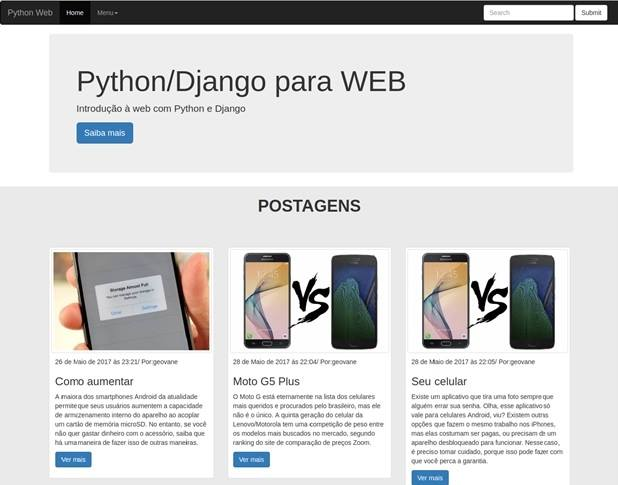 Python Web Home Menu Search Submit
Python/Django para WEB
Introdução à web com Python e Django
Saiba mais
POSTAGENS
Storage Almost Full
You can manage your storage in
Settings.
Close Settings
26 de Maio de 2017 às 23:21/ Por:geovane
Como aumentar
A maiora dos smartphones Android da atualidade
permite que seus usuários aumentem a capacidade
de armazenamento interno do aparelho ao acoplar
um cartão de memória microSD. No entanto, se você
não quer gastar dinheiro com o acessório, saiba que
há uma maneira de fazer isso de outras maneiras.
Ver mais
VS
28 de Maio de 2017 às 22:04/ Por:geovane
Moto G5 Plus
O Moto G está eternamente na lista dos celulares
mais queridos e procurados pelo brasileiro, mas ele
não é o único. A quinta geração do celular da
Lenovo/Motorola tem uma competição de peso entre
os modelos mais buscados no mercado, segundo
ranking do site de comparação de preços Zoom.
Ver mais
VS
28 de Maio de 2017 às 22:05/ Por:geovane
Seu celular
Existe um aplicativo que tira uma foto sempre que
alguém errar sua senha. Olha, esse aplicativo só
vale para celulares Android, viu? Existem outras
opções que fazem o mesmo trabalho nos iPhones,
mas elas costumam ser pagas, ou precisam de um
aparelho desbloqueado para funcionar. Nesse caso,
é preciso tomar cuidado, porque isso pode fazer com
que você perca a garantia.
Ver mais